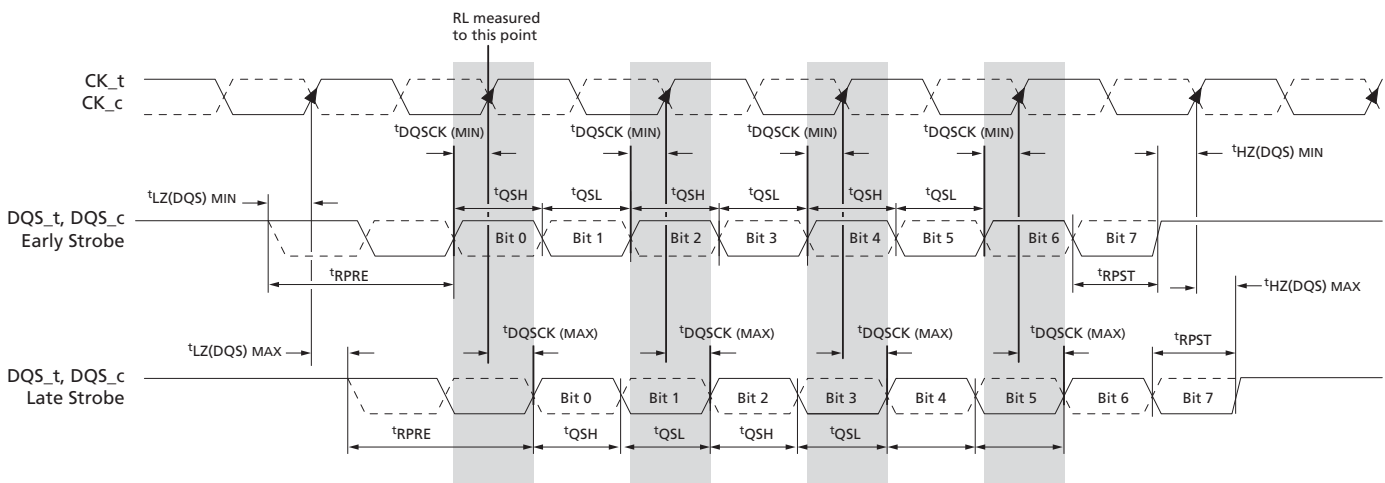 RL measured
to this point
CK_t
CK_c
tDQSCK (MIN) tDQSCK (MIN) tDQSCK (MIN) tDQSCK (MIN)
tHZ(DQS) MIN
tLZ(DQS) MIN
tQSH tQSL tQSH tQSL tQSH tQSL
DQS_t, DQS_c
Early Strobe
Bit 0 Bit 1 Bit 2 Bit 3 Bit 4 Bit 5 Bit 6 Bit 7
tRPRE
tRPST
tHZ(DQS) MAX
tDQSCK (MAX) tDQSCK (MAX) tDQSCK (MAX) tDQSCK (MAX)
tRPST
tLZ(DQS) MAX
DQS_t, DQS_c
Late Strobe
Bit 0 Bit 1 Bit 2 Bit 3 Bit 4 Bit 5 Bit 6 Bit 7
tRPRE
tQSH tQSL tQSH tQSL